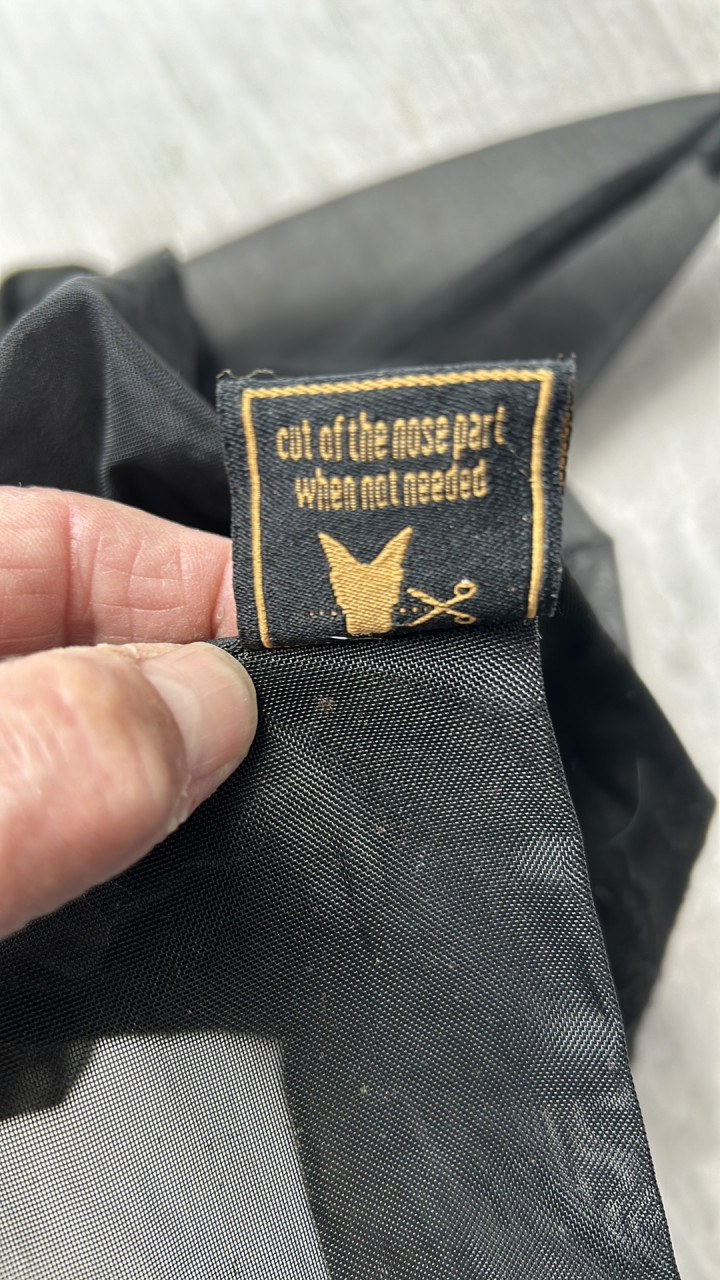 cut of the nose part
when not needed